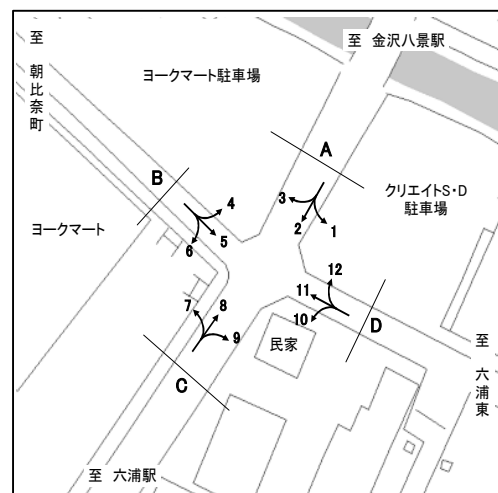 至 金沢八景駅
至 朝比奈町
ヨークマート駐車場
A
B
クリエイトS・D
駐車場
3
2
1
4
5
6
ヨークマート
12
11
10
D
7
8
9
民家
C
至 六浦東
至 六浦駅